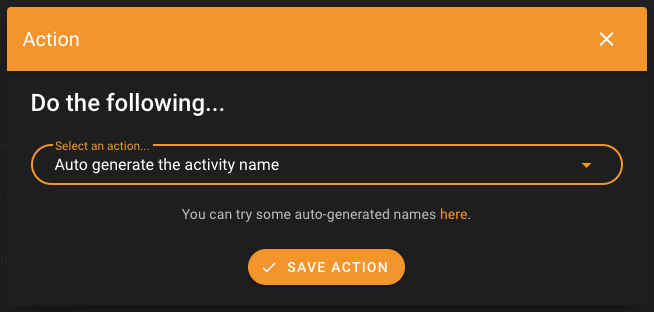 Action
Do the following...
Select an action...
Auto generate the activity name
You can try some auto-generated names here.
SAVE ACTION